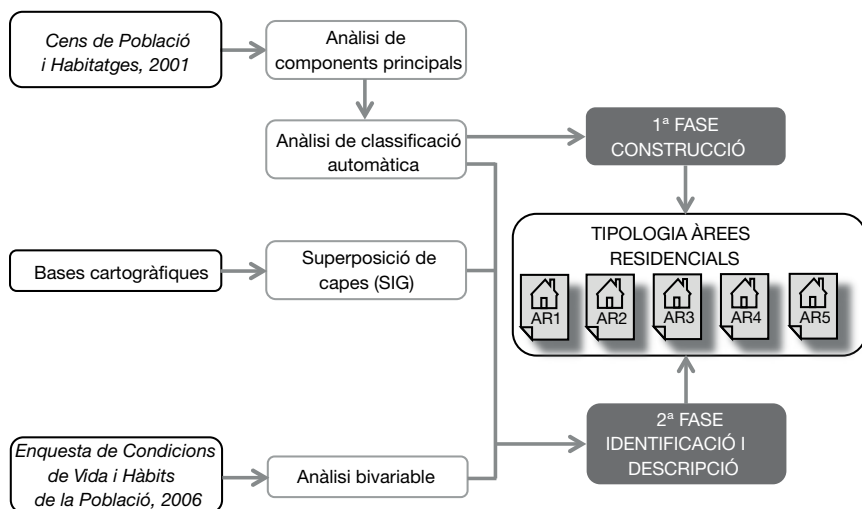 Cens de Població
i Habitatges, 2001
Anàlisi de
components principals
Anàlisi de classificació
automàtica
1ª FASE
CONSTRUCCIÓ
Bases cartogràfiques
Superposició de
capes (SIG)
TIPOLOGIA ÀREES
RESIDENCIALS
AR1 AR2 AR3 AR4 AR5
Enquesta de Condicions
de Vida i Hàbits
de la Població, 2006
Anàlisi bivariable
2ª FASE
IDENTIFICACIÓ I
DESCRIPCIÓ